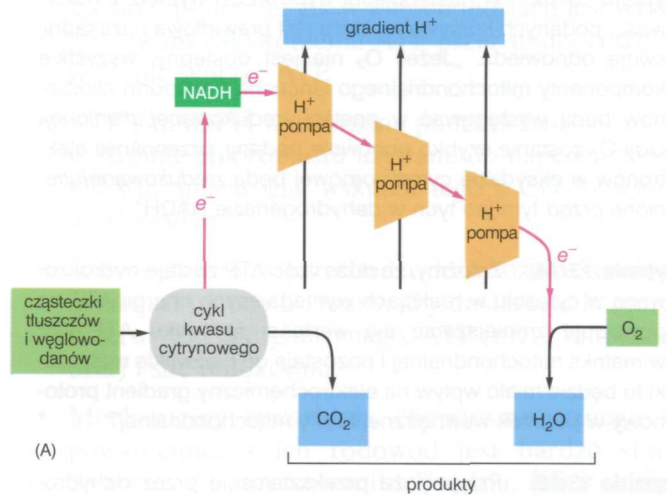 gradient H⁺
NADH
e⁻
H⁺
pompa
H⁺
pompa
H⁺
pompa
e⁻
e⁻
cząsteczki
tłuszczów
i węglowo-
danów
cykl
kwasu
cytrynowego
O₂
CO₂
H₂O
(A)
produkty